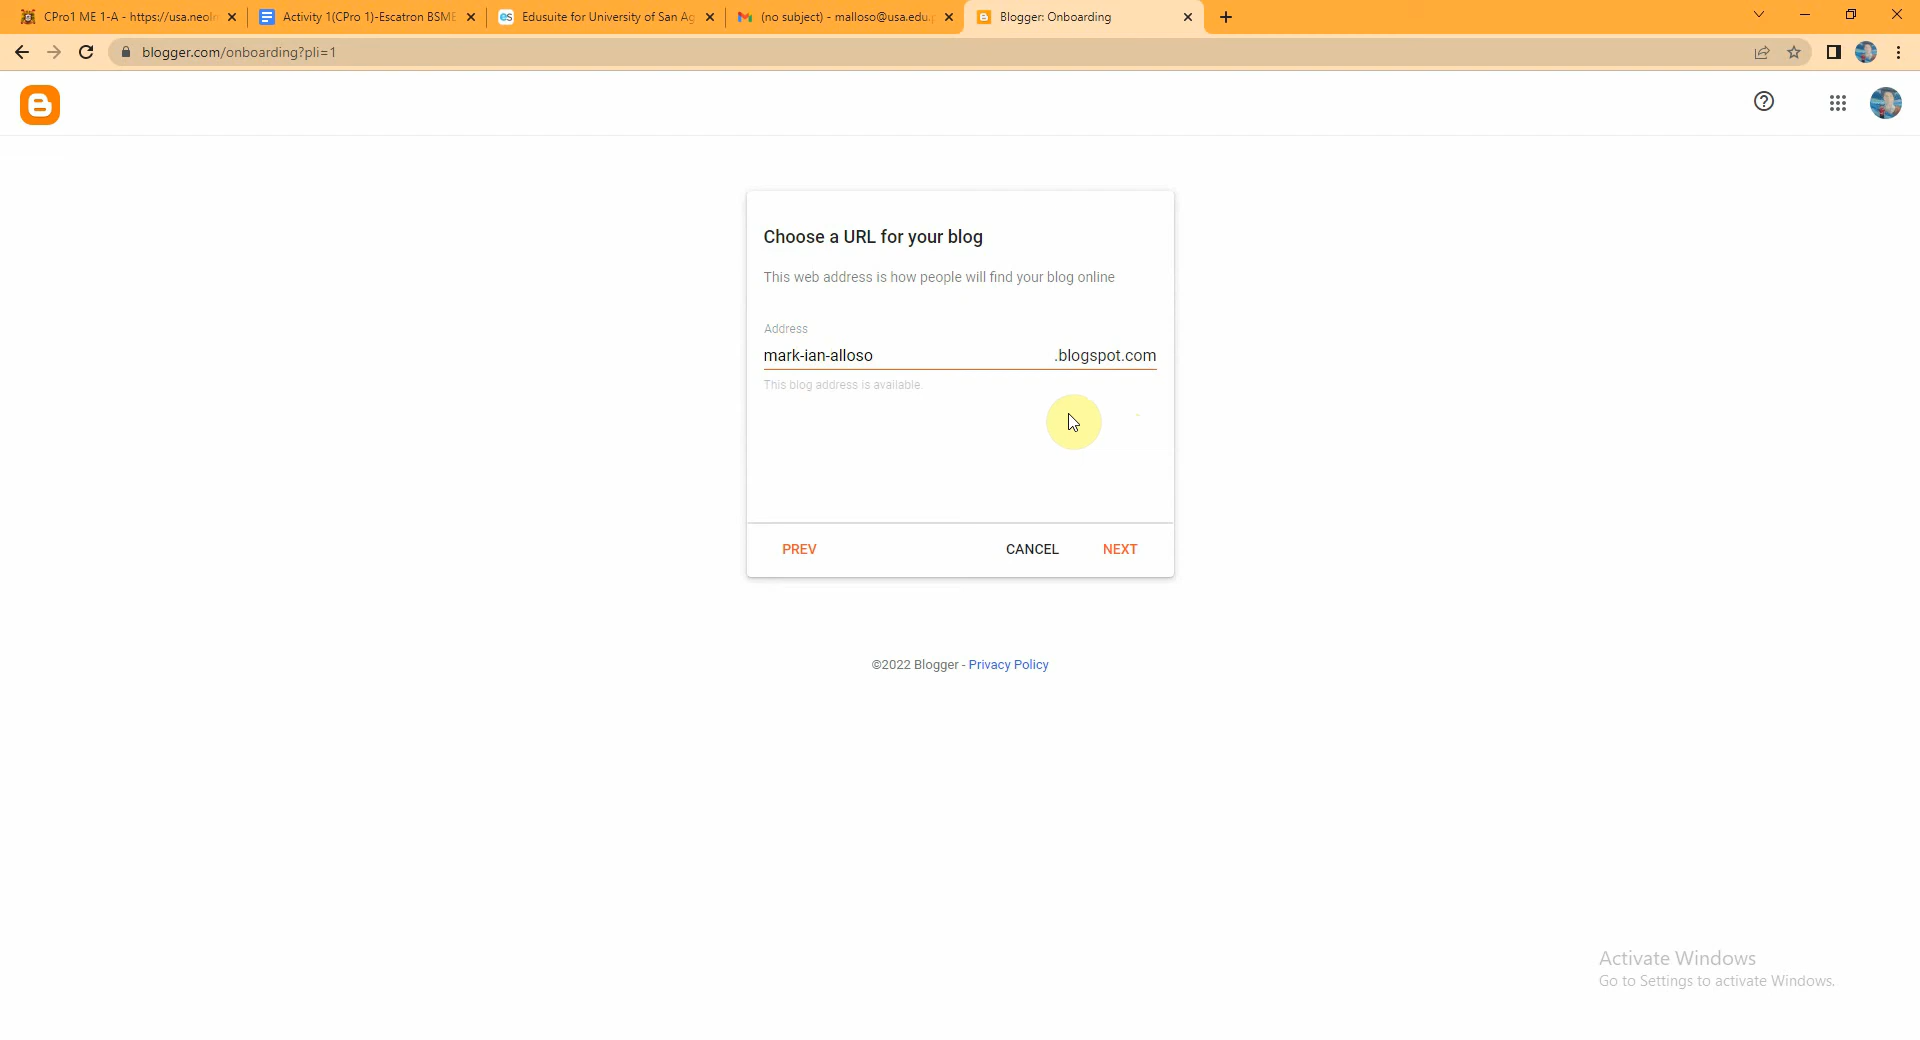 CPro1 ME 1-A - https://usa.neolr
Activity 1(CPro 1)-Escatron BSME
Edusuite for University of San Ag
(no subject) - malloso@usa.edu.p
Blogger: Onboarding
blogger.com/onboarding?pli=1
Choose a URL for your blog
This web address is how people will find your blog online
Address
mark-ian-alloso .blogspot.com
This blog address is available.
PREV CANCEL NEXT
©2022 Blogger - Privacy Policy
Activate Windows
Go to Settings to activate Windows.